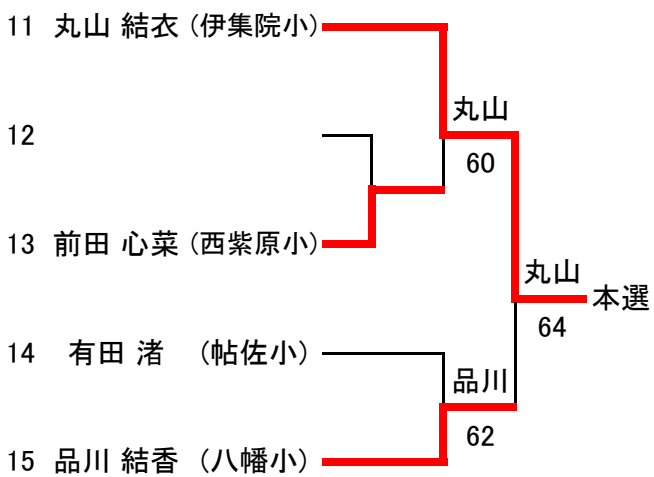 11 丸山 結衣 (伊集院小)
丸山
12
60
13 前田 心菜 (西紫原小)
丸山
本選
64
14 有田 渚 (帖佐小)
品川
62
15 品川 結香 (八幡小)